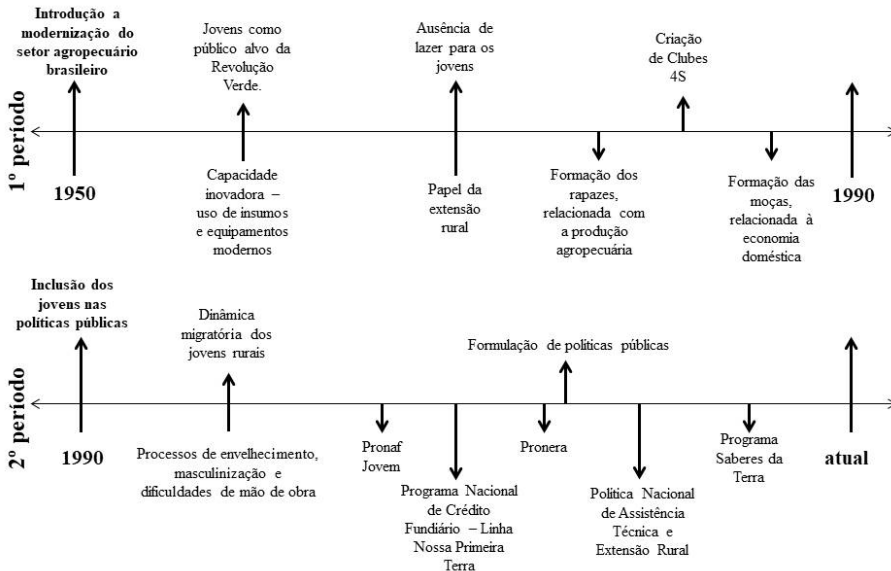 Introdução a
modernização do
setor agropecuário
brasileiro
Jovens como
público alvo da
Revolução
Verde.
Ausência de
lazer para os
jovens
Criação
de Clubes
4S
1º período
1950
Capacidade
inovadora –
uso de insumos
e equipamentos
modernos
Papel da
extensão
rural
Formação dos
rapazes,
relacionada com
a produção
agropecuária
Formação das
moças,
relacionada à
economia
doméstica
1990
Inclusão dos
jovens nas
políticas públicas
Dinâmica
migratória dos
jovens rurais
Formulação de políticas públicas
2º período
1990
Processos de envelhecimento,
masculinização e
dificuldades de mão de obra
Pronaf
Jovem
Programa Nacional
de Crédito
Fundiário – Linha
Nossa Primeira
Terra
Pronera
Política Nacional
de Assistência
Técnica e
Extensão Rural
Programa
Saberes da
Terra
atual